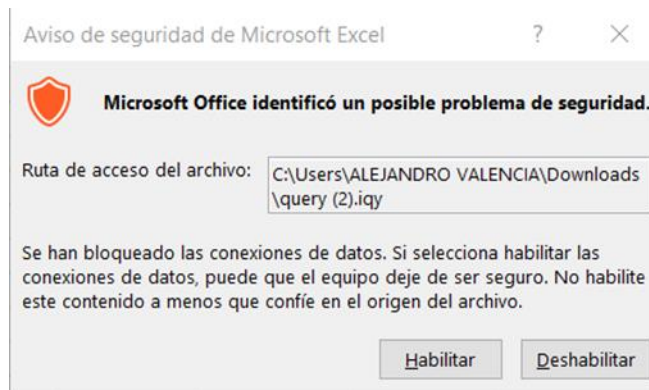 Aviso de seguridad de Microsoft Excel ?
Microsoft Office identificó un posible problema de seguridad.
Ruta de acceso del archivo: C:\Users\ALEJANDRO VALENCIA\Downloads
\query (2).iqy
Se han bloqueado las conexiones de datos. Si selecciona habilitar las
conexiones de datos, puede que el equipo deje de ser seguro. No habilite
este contenido a menos que confíe en el origen del archivo.
Habilitar Deshabilitar